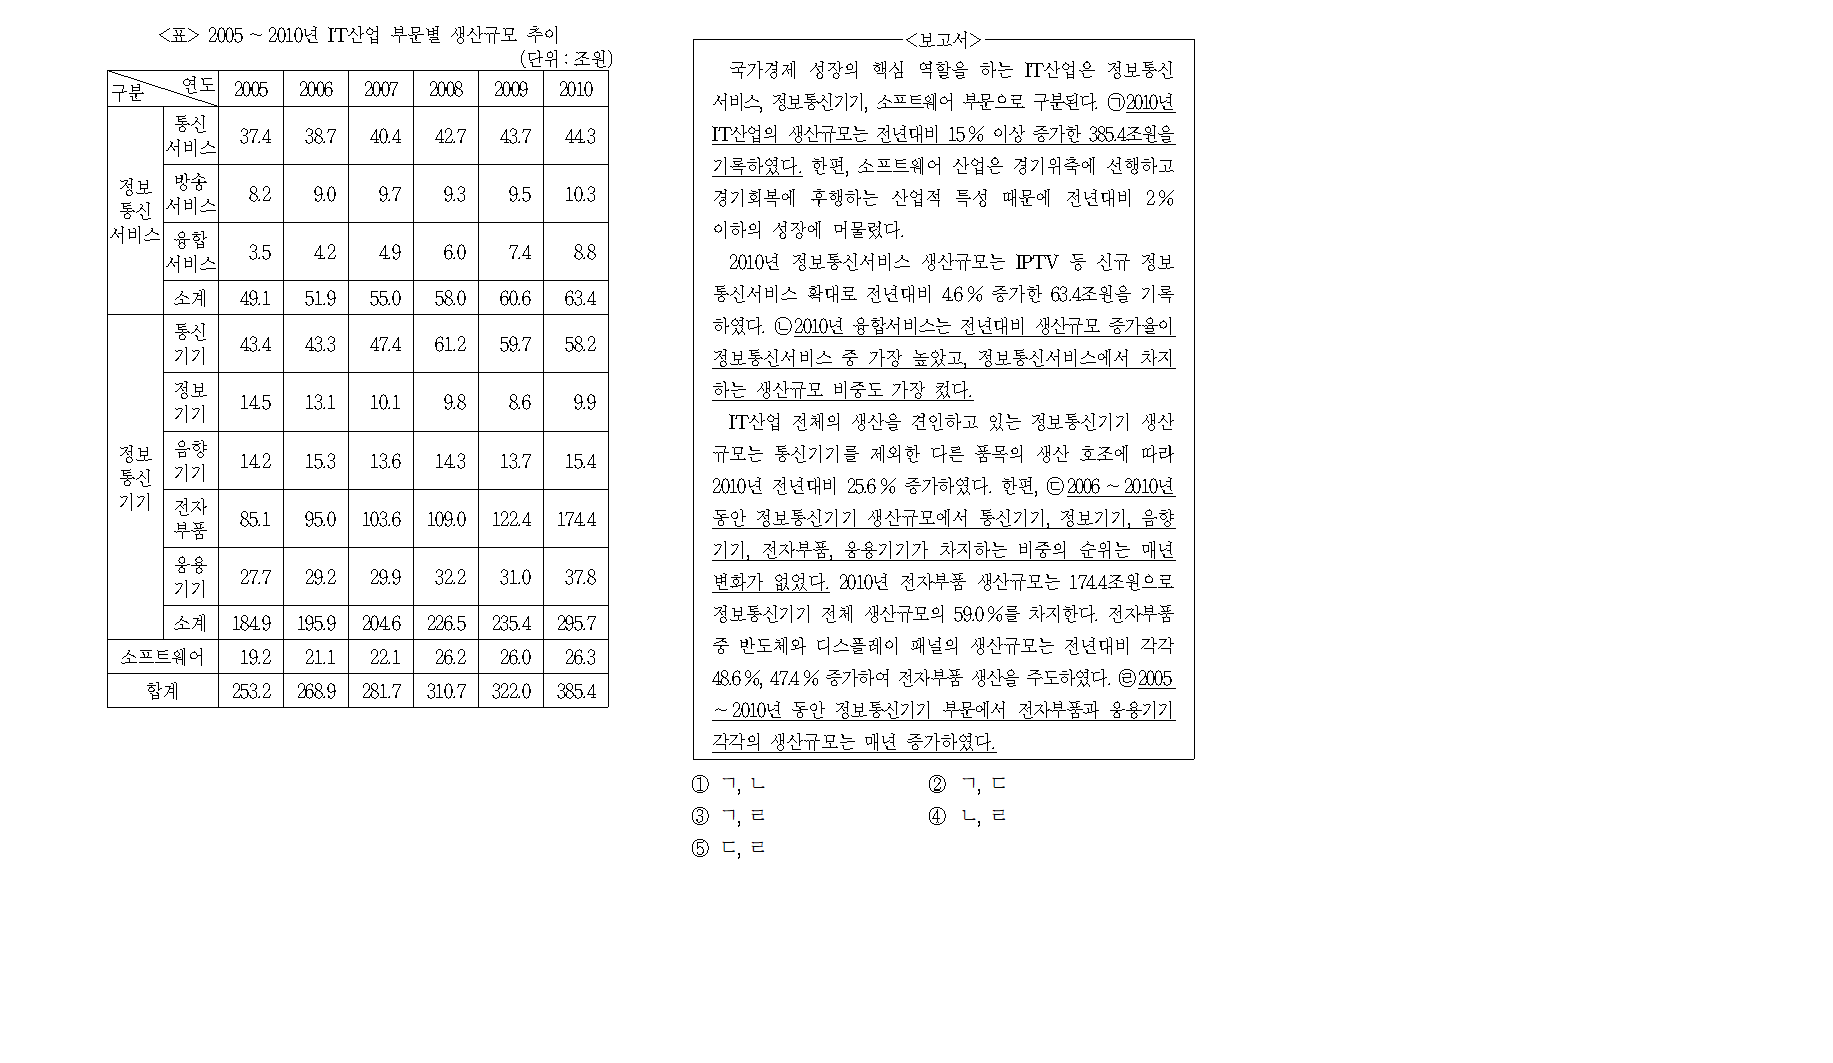 <표> 2005 ~ 2010년 IT산업 부문별 생산규모 추이
(단위 : 조원)
구분 연도 2005 2006 2007 2008 2009 2010
정보통신서비스
통신서비스 37.4 38.7 40.4 42.7 43.7 44.3
방송서비스 8.2 9.0 9.7 9.3 9.5 10.3
융합서비스 3.5 4.2 4.9 6.0 7.4 8.8
소계 49.1 51.9 55.0 58.0 60.6 63.4
정보통신기기
통신기기 43.4 43.3 47.4 61.2 59.7 58.2
정보기기 14.5 13.1 10.1 9.8 8.6 9.9
음향기기 14.2 15.3 13.6 14.3 13.7 15.4
전자부품 85.1 95.0 103.6 109.0 122.4 174.4
응용기기 27.7 29.2 29.9 32.2 31.0 37.8
소계 184.9 195.9 204.6 226.5 235.4 295.7
소프트웨어 19.2 21.1 22.1 26.2 26.0 26.3
합계 253.2 268.9 281.7 310.7 322.0 385.4
<보고서>
국가경제 성장의 핵심 역할을 하는 IT산업은 정보통신
서비스, 정보통신기기, 소프트웨어 부문으로 구분된다. ㉠2010년
IT산업의 생산규모는 전년대비 15% 이상 증가한 385.4조원을
기록하였다. 한편, 소프트웨어 산업은 경기위축에 선행하고
경기회복에 후행하는 산업적 특성 때문에 전년대비 2%
이하의 성장에 머물렀다.
2010년 정보통신서비스 생산규모는 IPTV 등 신규 정보
통신서비스 확대로 전년대비 4.6% 증가한 63.4조원을 기록
하였다. ㉡2010년 융합서비스는 전년대비 생산규모 증가율이
정보통신서비스 중 가장 높았고, 정보통신서비스에서 차지
하는 생산규모 비중도 가장 컸다.
IT산업 전체의 생산을 견인하고 있는 정보통신기기 생산
규모는 통신기기를 제외한 다른 품목의 생산 호조에 따라
2010년 전년대비 25.6% 증가하였다. 한편, ㉢2006 ~ 2010년
동안 정보통신기기 생산규모에서 통신기기, 정보기기, 음향
기기, 전자부품, 응용기기가 차지하는 비중의 순위는 매년
변화가 없었다. 2010년 전자부품 생산규모는 174.4조원으로
정보통신기기 전체 생산규모의 59.0%를 차지한다. 전자부품
중 반도체와 디스플레이 패널의 생산규모는 전년대비 각각
48.6%, 47.4% 증가하여 전자부품 생산을 주도하였다. ㉣2005
~ 2010년 동안 정보통신기기 부문에서 전자부품과 응용기기
각각의 생산규모는 매년 증가하였다.
① ㄱ, ㄴ ② ㄱ, ㄷ
③ ㄱ, ㄹ ④ ㄴ, ㄹ
⑤ ㄷ, ㄹ